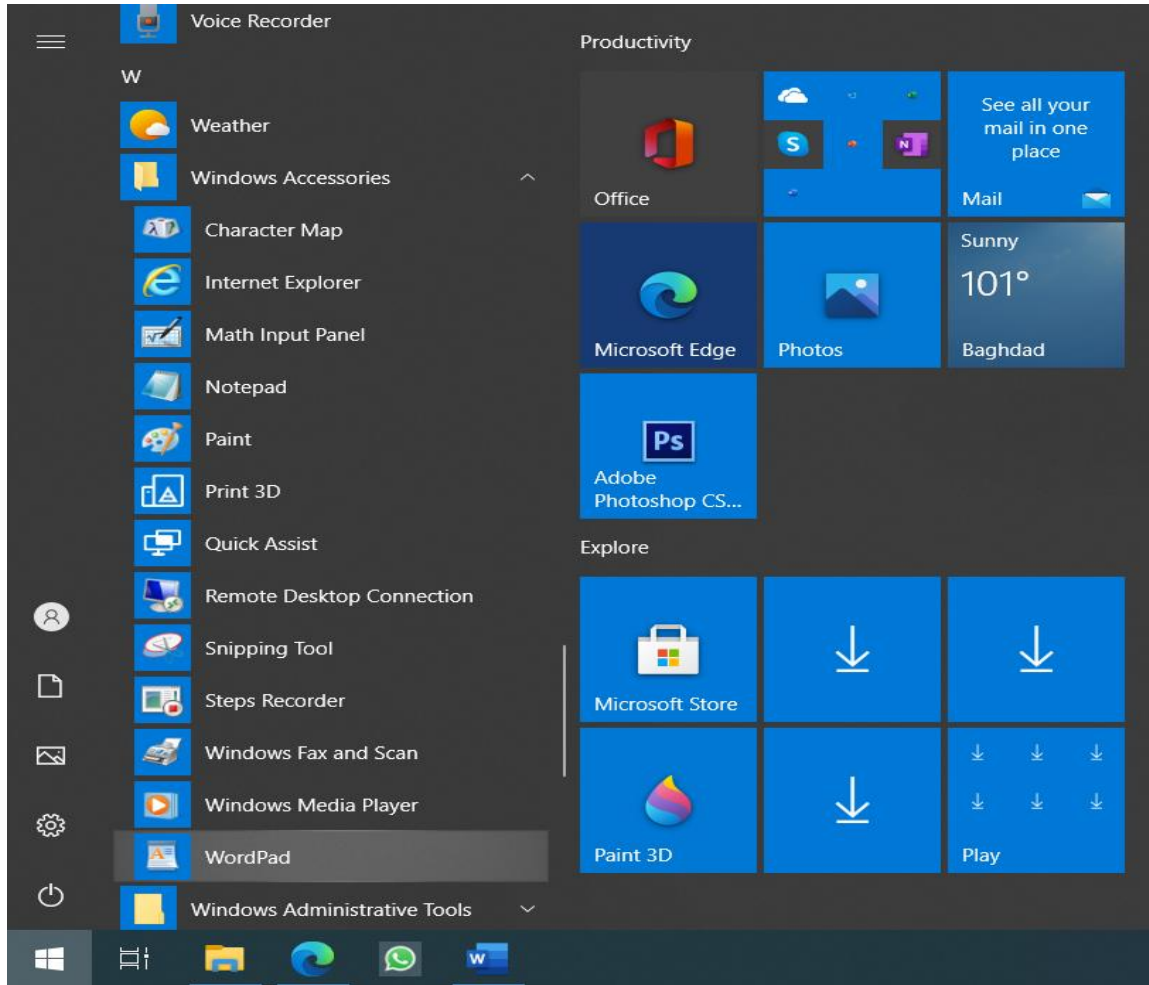 Voice Recorder
W
Weather
Windows Accessories
Character Map
Internet Explorer
Math Input Panel
Notepad
Paint
Print 3D
Quick Assist
Remote Desktop Connection
Snipping Tool
Steps Recorder
Windows Fax and Scan
Windows Media Player
WordPad
Windows Administrative Tools
Productivity
Office
See all your
mail in one
place
Mail
Microsoft Edge
Photos
Sunny
101°
Baghdad
Ps
Adobe
Photoshop CS...
Explore
Microsoft Store
Paint 3D
Play